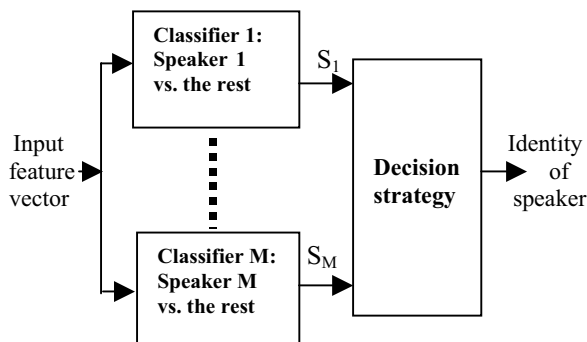 Classifier 1:
Speaker 1
vs. the rest
S1
Input
feature
vector
Decision
strategy
Identity
of
speaker
Classifier M:
Speaker M
vs. the rest
SM